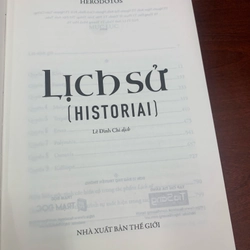 HERODOTOS
LỊCH SỬ
(HISTORIAI)
Lê Đình Chi dịch
NHÀ XUẤT BẢN THẾ GIỚI